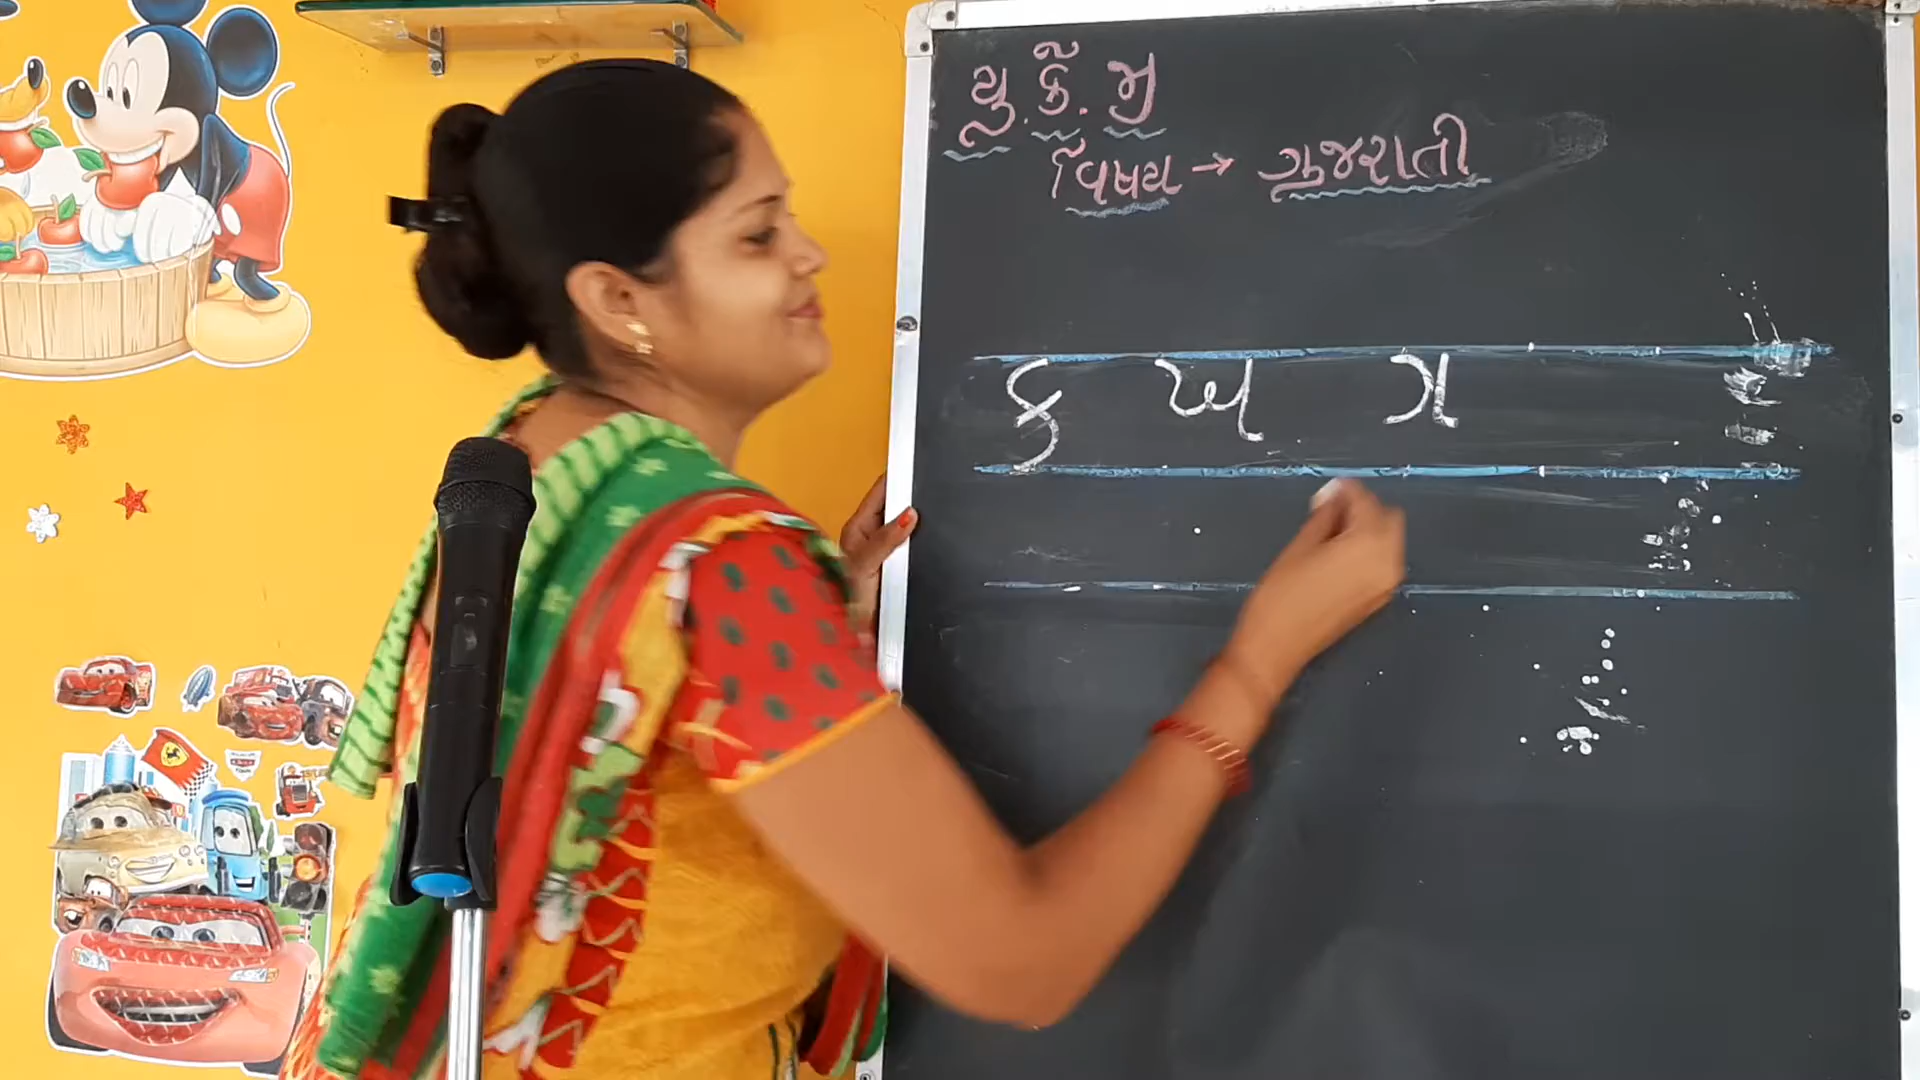 યુ. કે. જી
વિષય → ગુજરાતી
ક ખ ગ